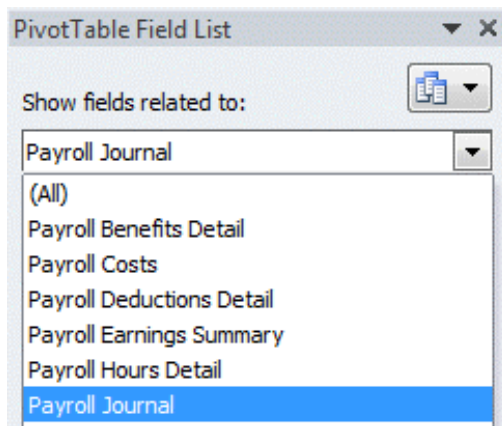 PivotTable Field List
Show fields related to:
Payroll Journal
(All)
Payroll Benefits Detail
Payroll Costs
Payroll Deductions Detail
Payroll Earnings Summary
Payroll Hours Detail
Payroll Journal